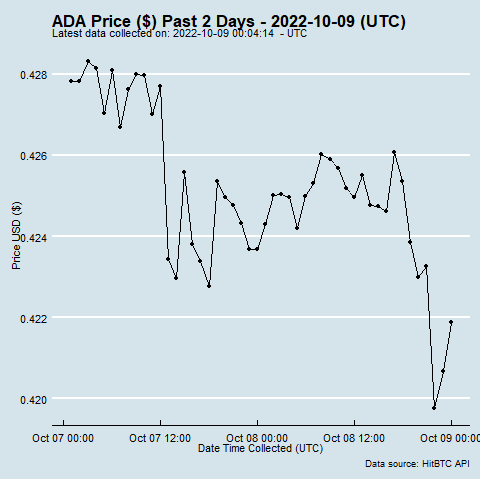 ADA Price ($) Past 2 Days - 2022-10-09 (UTC)
Latest data collected on: 2022-10-09 00:04:14 - UTC
0.428
0.426
0.424
0.422
0.420
Price USD ($)
Oct 07 00:00 Oct 07 12:00 Oct 08 00:00 Oct 08 12:00 Oct 09 00:00
Date Time Collected (UTC)
Data source: HitBTC API